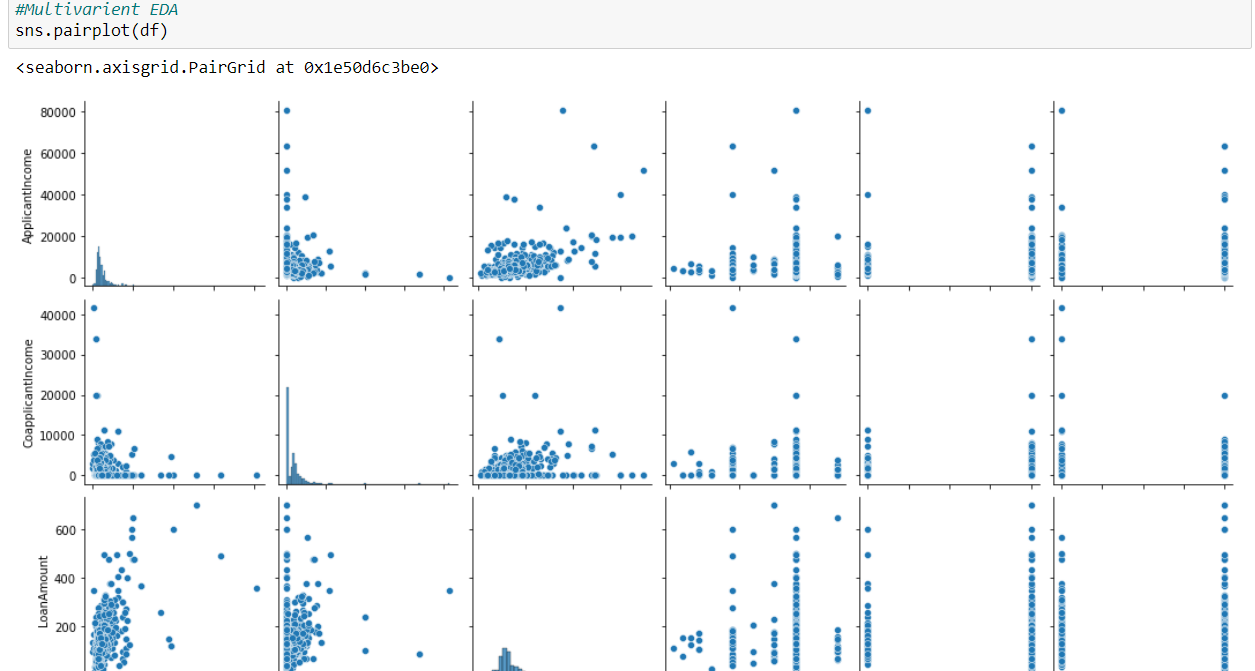 #Multivarient EDA
sns.pairplot(df)
<seaborn.axisgrid.PairGrid at 0x1e50d6c3be0>
80000
60000
40000
20000
0
ApplicantIncome
40000
30000
20000
10000
0
CoapplicantIncome
600
400
200
LoanAmount